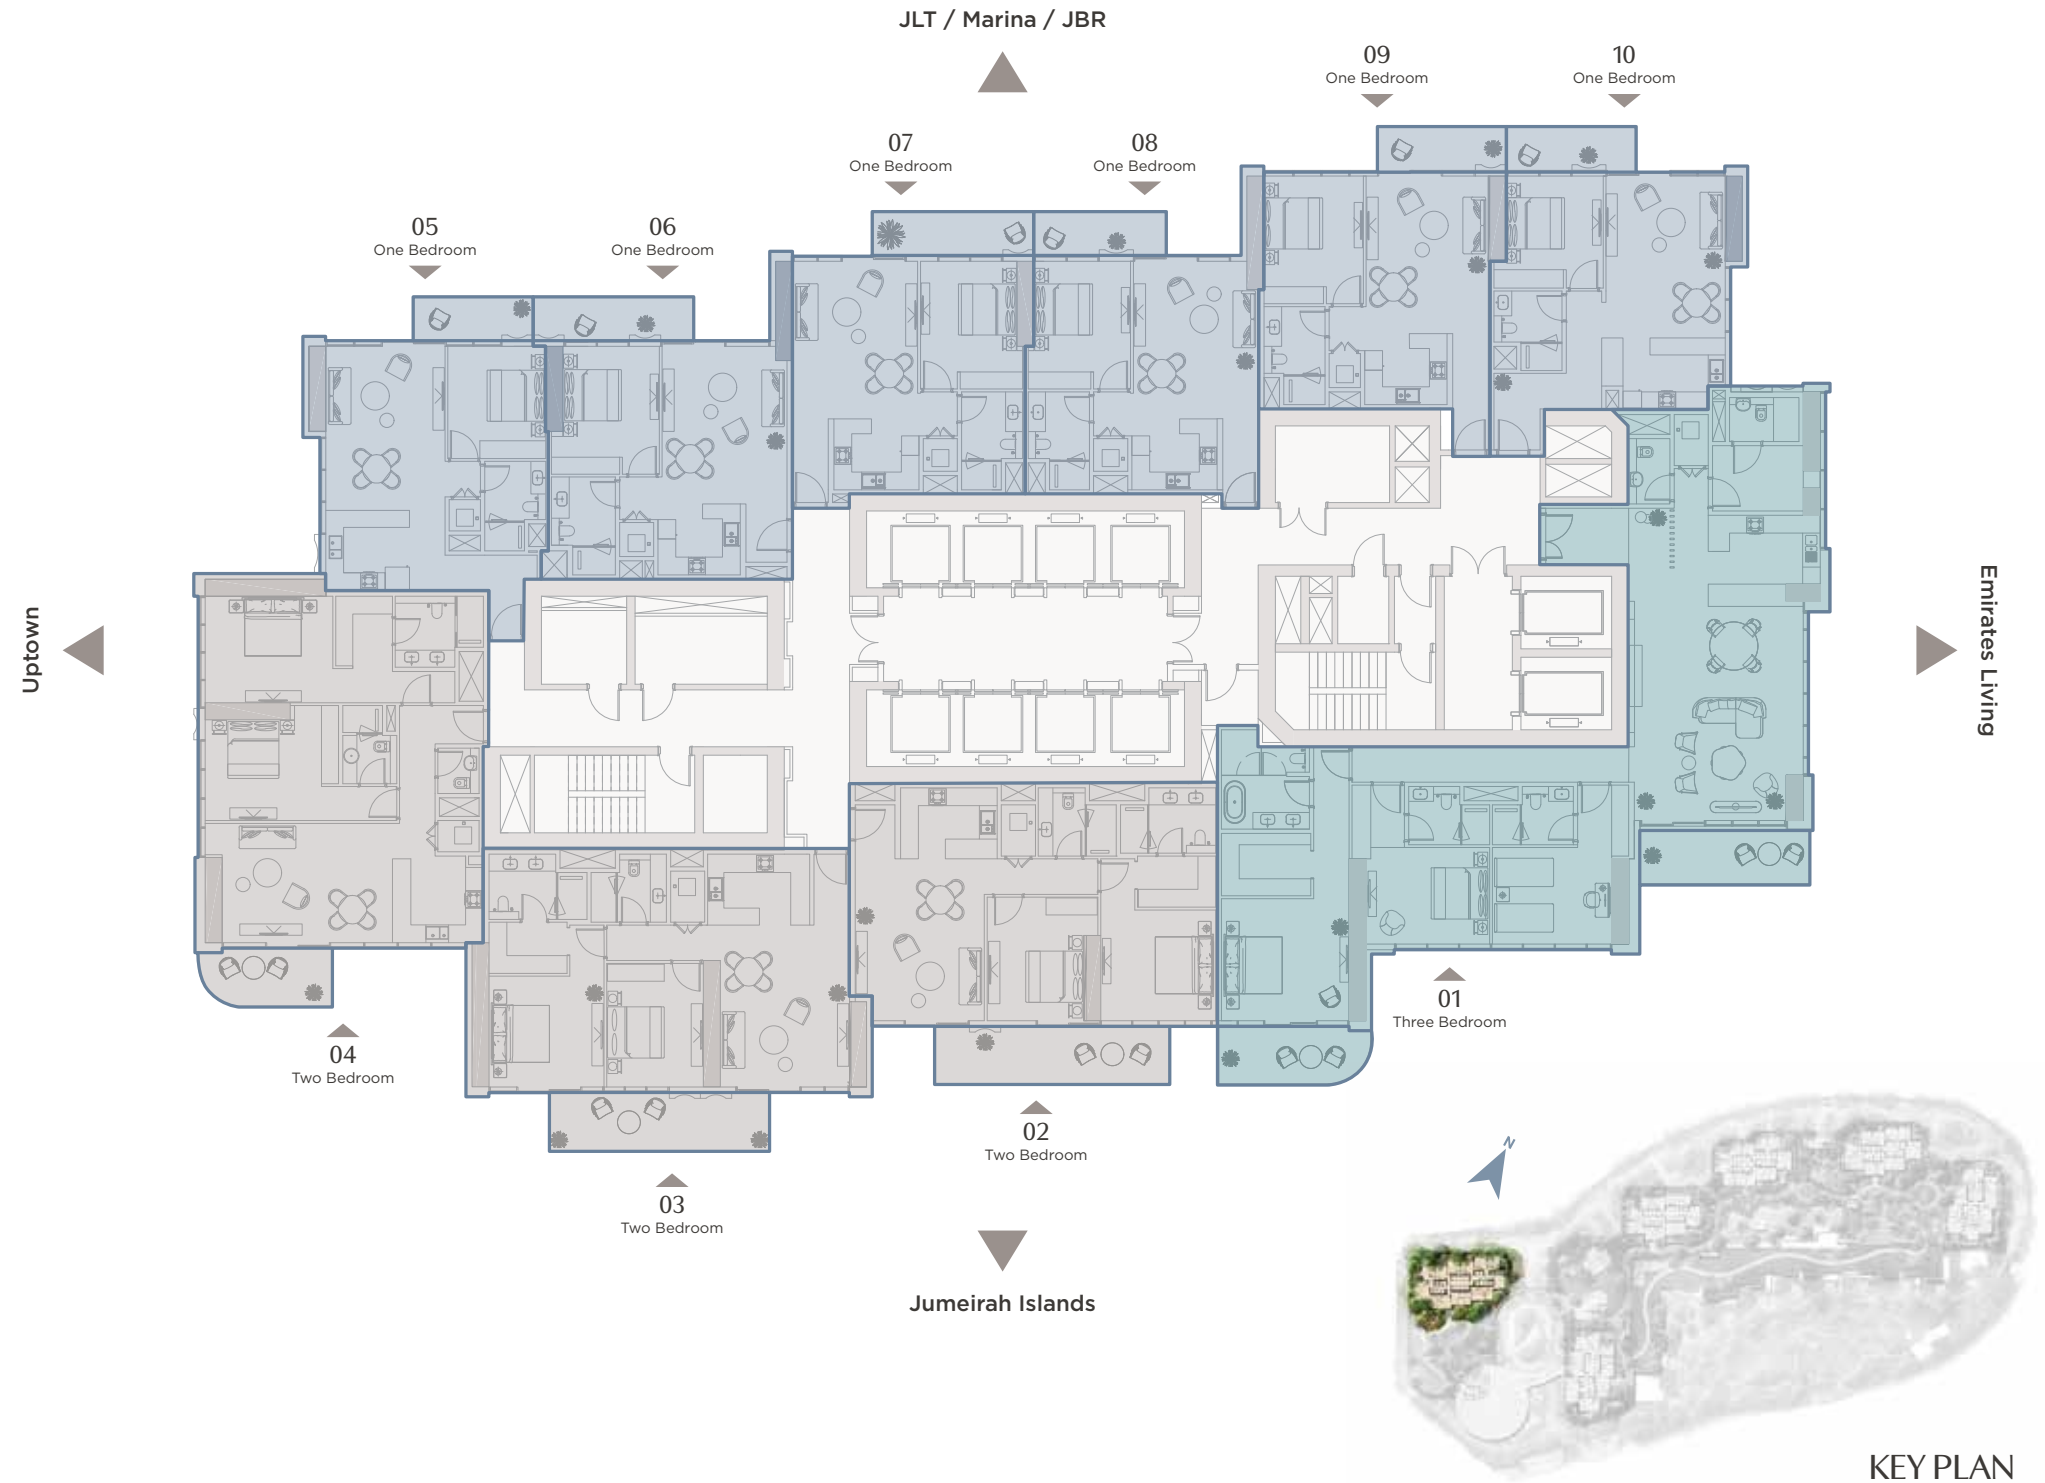 JLT / Marina / JBR
09
One Bedroom
10
One Bedroom
07
One Bedroom
08
One Bedroom
05
One Bedroom
06
One Bedroom
Uptown
Emirates Living
01
Three Bedroom
04
Two Bedroom
02
Two Bedroom
03
Two Bedroom
N
Jumeirah Islands
KEY PLAN